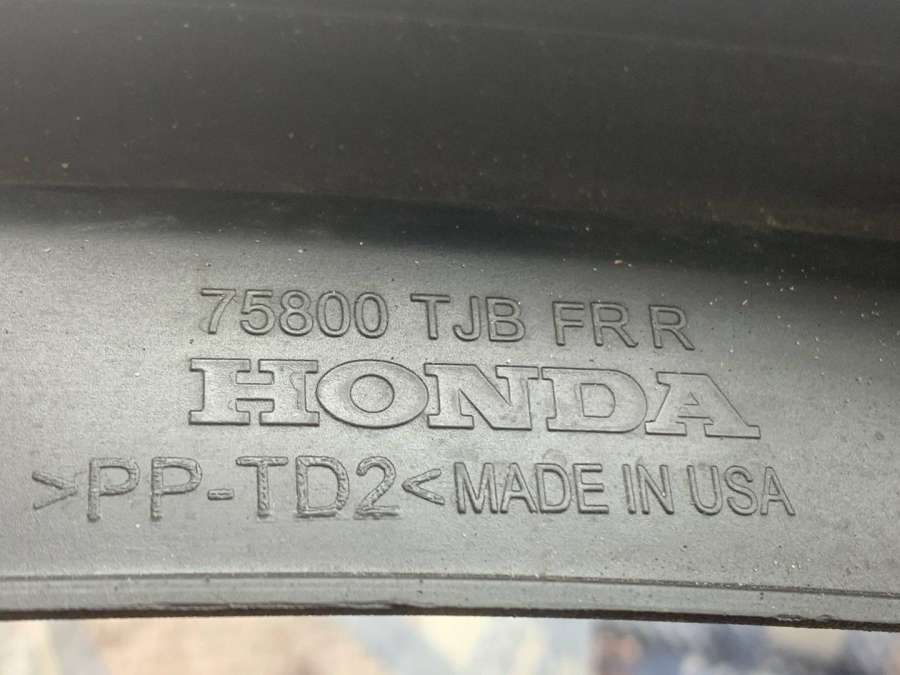 75800 TJB FR R
HONDA
>PP-TD2< MADE IN USA